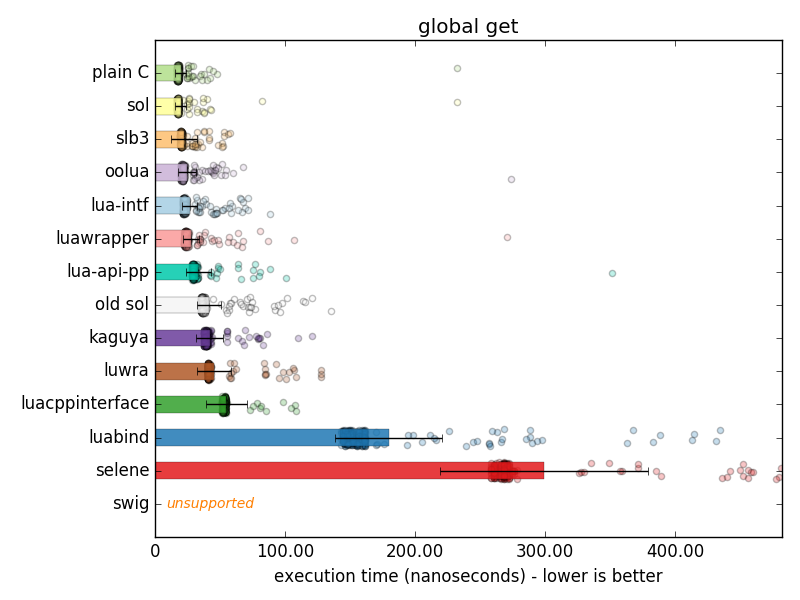 global get
plain C
sol
slb3
oolua
lua-intf
luawrapper
lua-api-pp
old sol
kaguya
luwra
luacppinterface
luabind
selene
swig unsupported
0 100.00 200.00 300.00 400.00
execution time (nanoseconds) - lower is better